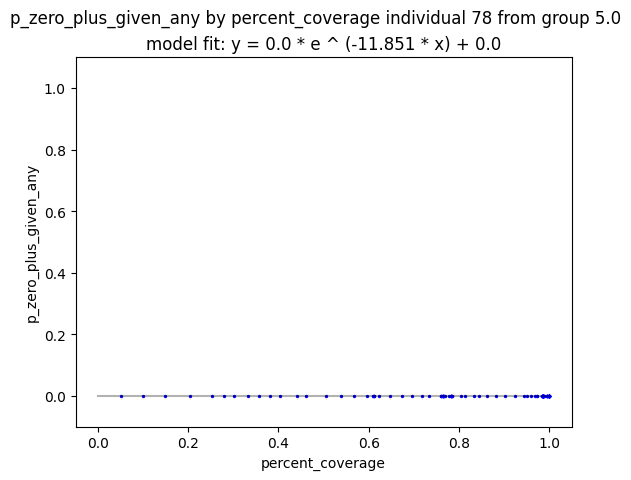 p_zero_plus_given_any by percent_coverage individual 78 from group 5.0
model fit: y = 0.0 * e ^ (-11.851 * x) + 0.0
1.0
0.8
0.6
0.4
0.2
0.0
p_zero_plus_given_any
0.0 0.2 0.4 0.6 0.8 1.0
percent_coverage